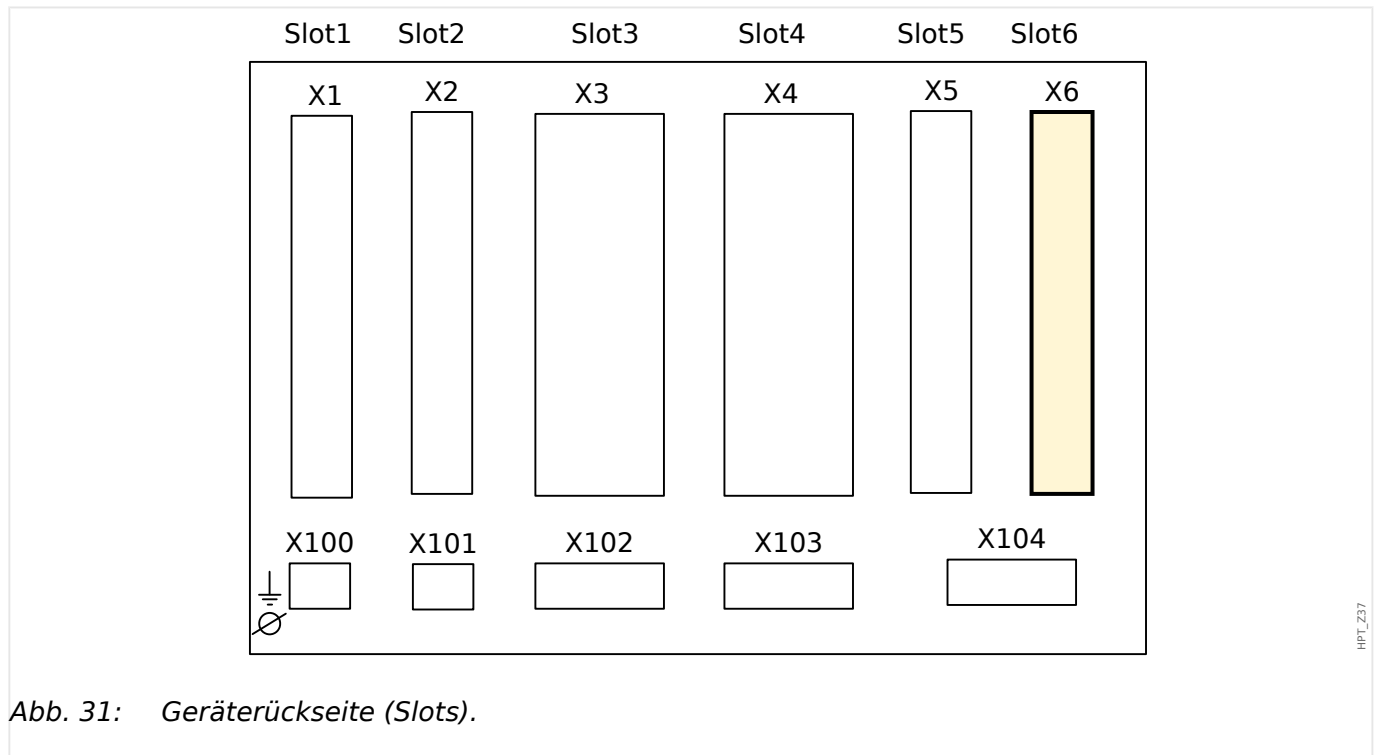 Slot1 Slot2 Slot3 Slot4 Slot5 Slot6
X1 X2 X3 X4 X5 X6
X100 X101 X102 X103 X104
HPT_Z37
Abb. 31: Geräterückseite (Slots).